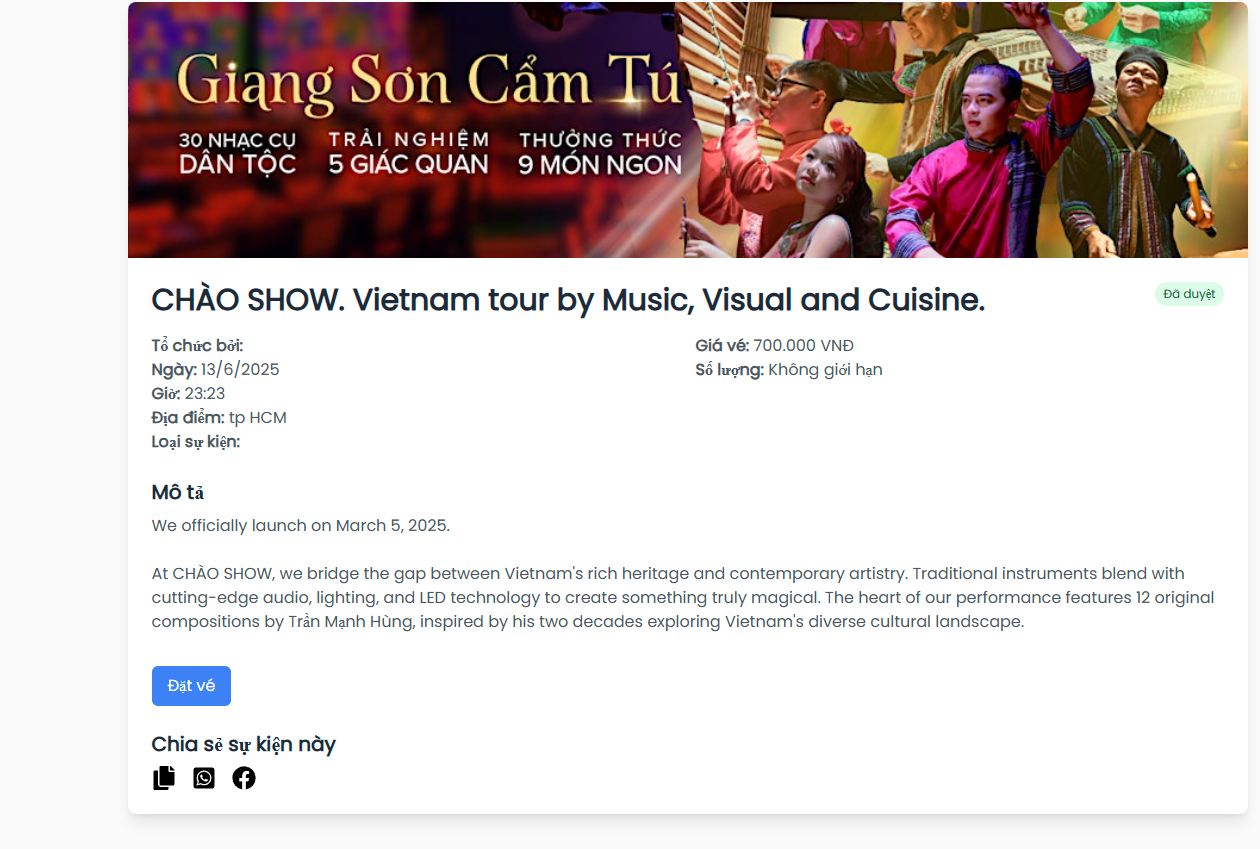 Giang Sơn Cẩm Tú
30 NHẠC CỤ DÂN TỘC
TRẢI NGHIỆM 5 GIÁC QUAN
THƯỞNG THỨC 9 MÓN NGON
CHÀO SHOW. Vietnam tour by Music, Visual and Cuisine.
Đã duyệt
Tổ chức bởi:
Ngày: 13/6/2025
Giờ: 23:23
Địa điểm: tp HCM
Loại sự kiện:
Giá vé: 700.000 VNĐ
Số lượng: Không giới hạn
Mô tả
We officially launch on March 5, 2025.
At CHÀO SHOW, we bridge the gap between Vietnam's rich heritage and contemporary artistry. Traditional instruments blend with
cutting-edge audio, lighting, and LED technology to create something truly magical. The heart of our performance features 12 original
compositions by Trần Mạnh Hùng, inspired by his two decades exploring Vietnam's diverse cultural landscape.
Đặt vé
Chia sẻ sự kiện này